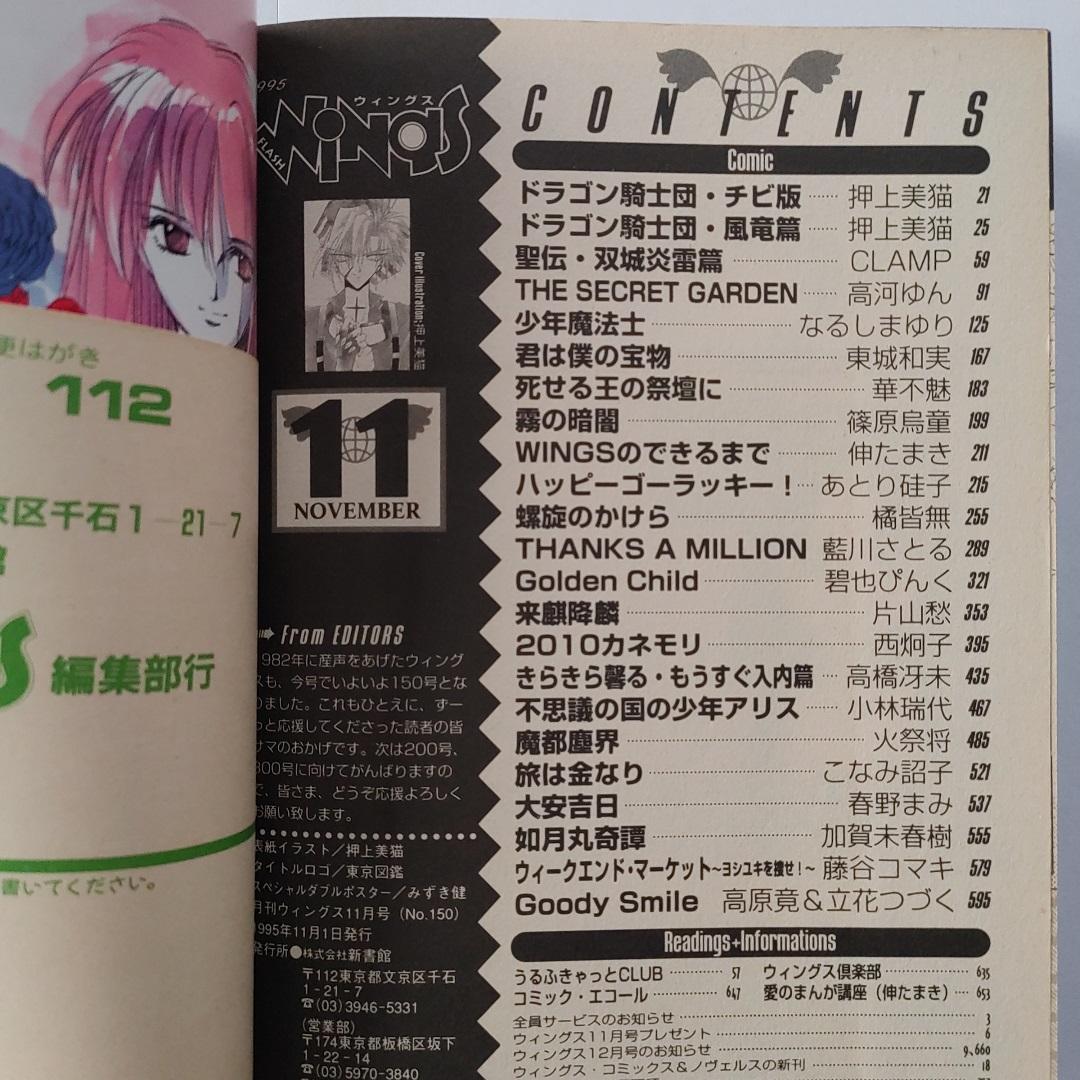 更はがき
112
京区千石1-21-7
編集部行
書いてください。
995
ウィングス
WINGS
FLASH
Cover Illustration;押上美猫
11
NOVEMBER
From EDITORS
982年に産声をあげたウィング
スも、今号でいよいよ150号とな
りました。これもひとえに、ずー
っと応援してくださった読者の皆
サマのおかげです。次は200号、
300号に向けてがんばりますの
で、皆さま、どうぞ応援よろしく
お願い致します。
表紙イラスト／押上美猫
タイトルロゴ／東京図鑑
スペシャルダブルポスター／みずき健
月刊ウィングス11月号（No.150）
1995年11月1日発行
発行所●株式会社新書館
〒112東京都文京区千石
1-21-7
☎(03)3946-5331
(営業部)
〒174東京都板橋区坂下
1-22-14
☎(03)5970-3840
CONTENTS
Comic
ドラゴン騎士団・チビ版……押上美猫 21
ドラゴン騎士団・風竜篇……押上美猫 25
聖伝・双城炎雷篇……CLAMP 59
THE SECRET GARDEN……高河ゆん 91
少年魔法士……なるしまゆり 125
君は僕の宝物……東城和実 167
死せる王の祭壇に……華不魅 183
霧の暗闇……篠原烏童 199
WINGSのできるまで……伸たまき 211
ハッピーゴーラッキー！…あとり硅子 215
螺旋のかけら……橘皆無 255
THANKS A MILLION 藍川さとる 289
Golden Child……碧也ぴんく 321
来麒降麟……片山愁 353
2010カネモリ……西炯子 395
きらきら馨る・もうすぐ入内篇…高橋冴未 435
不思議の国の少年アリス……小林瑞代 467
魔都塵界……火祭将 485
旅は金なり……こなみ詔子 521
大安吉日……春野まみ 537
如月丸奇譚……加賀未春樹 555
ウィークエンド・マーケット〜ヨシユキを捜せ！〜 藤谷コマキ 579
Goody Smile 高原竟＆立花つづく 595
Readings+Informations
うるふきゃっとCLUB……57 ウィングス倶楽部……635
コミック・エコール……647 愛のまんが講座（伸たまき）…653
全員サービスのお知らせ……3
ウィングス11月号プレゼント……6
ウィングス12月号のお知らせ……9、660
ウィングス・コミックス＆ノヴェルスの新刊……18